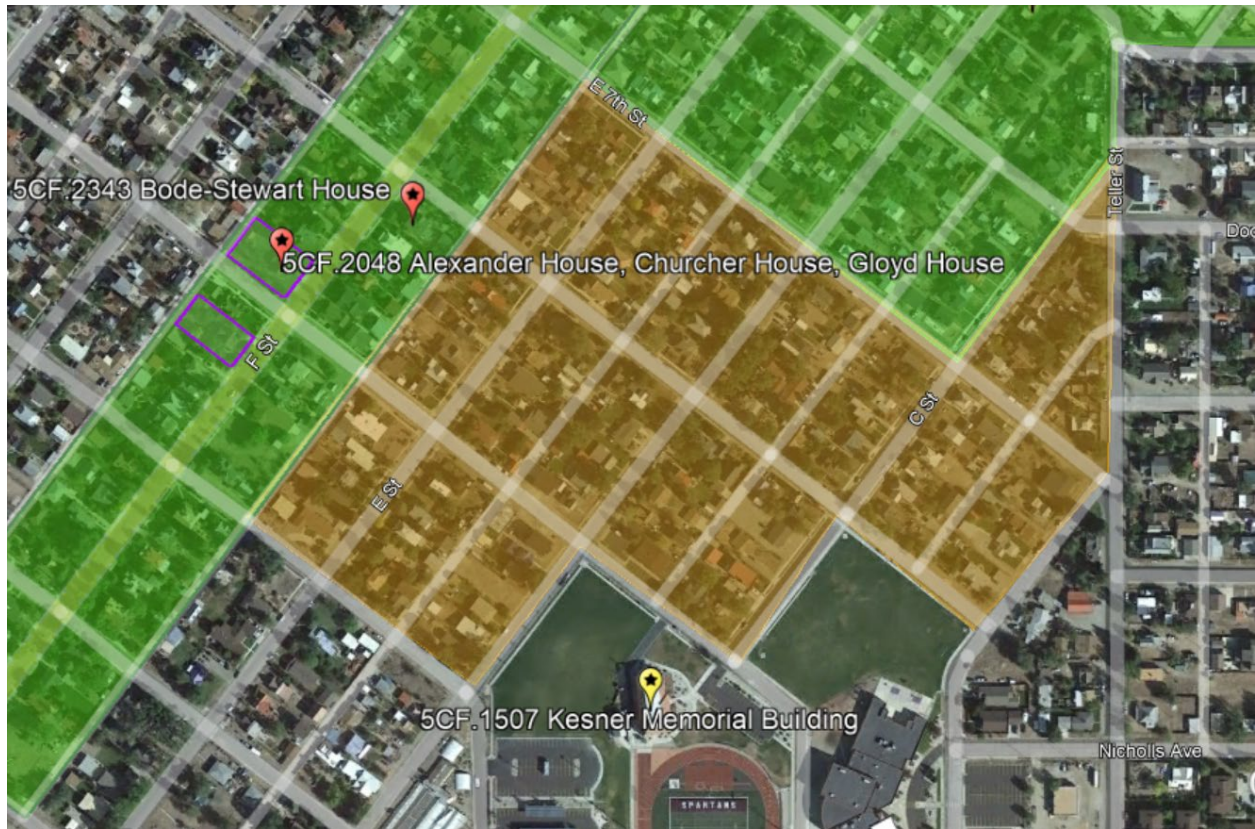 E 7th St
Teller St
5CF.2343 Bode-Stewart House
5CF.2048 Alexander House, Churcher House, Gloyd House
F St
C St
E St
5CF.1507 Kesner Memorial Building
Nicholls Ave
SPARTANS